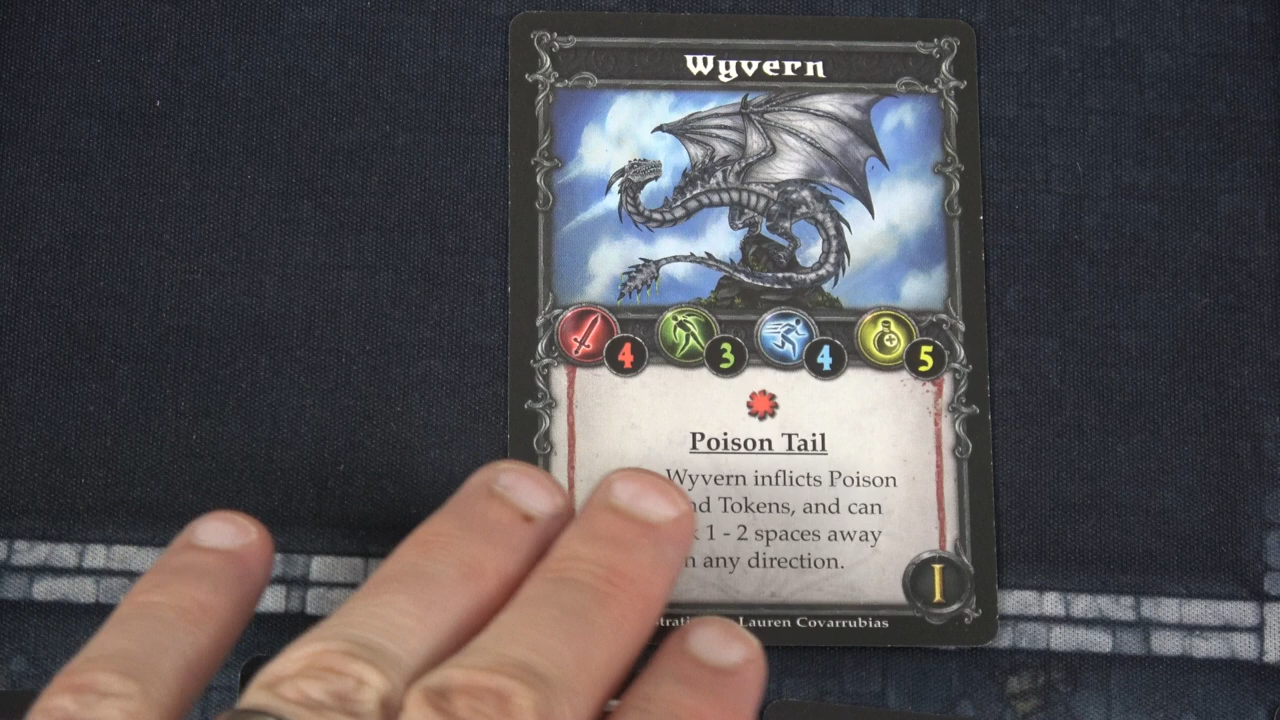 Wyvern
4 3 4 5
Poison Tail
Wyvern inflicts Poison
Tokens, and can
1 - 2 spaces away
any direction.
I
Lauren Covarrubias